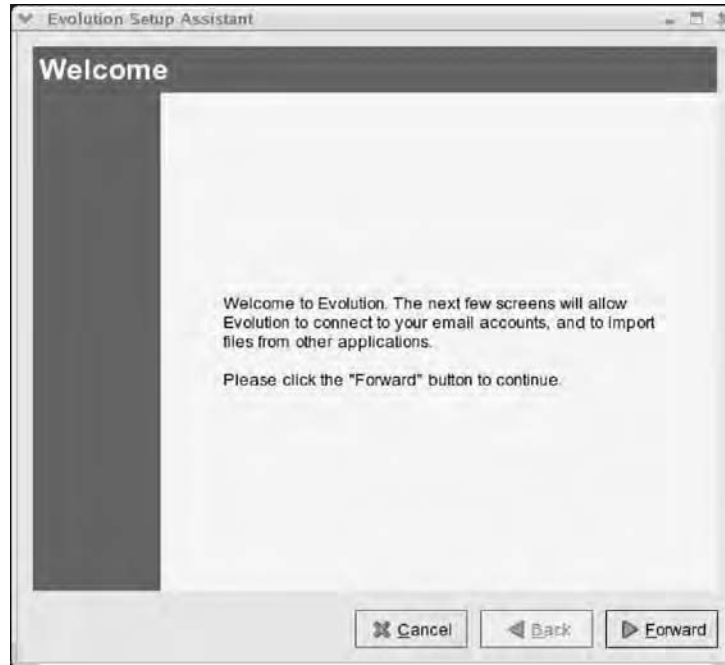 Evolution Setup Assistant
Welcome
Welcome to Evolution. The next few screens will allow
Evolution to connect to your email accounts, and to import
files from other applications.
Please click the "Forward" button to continue.
Cancel
Back
Forward